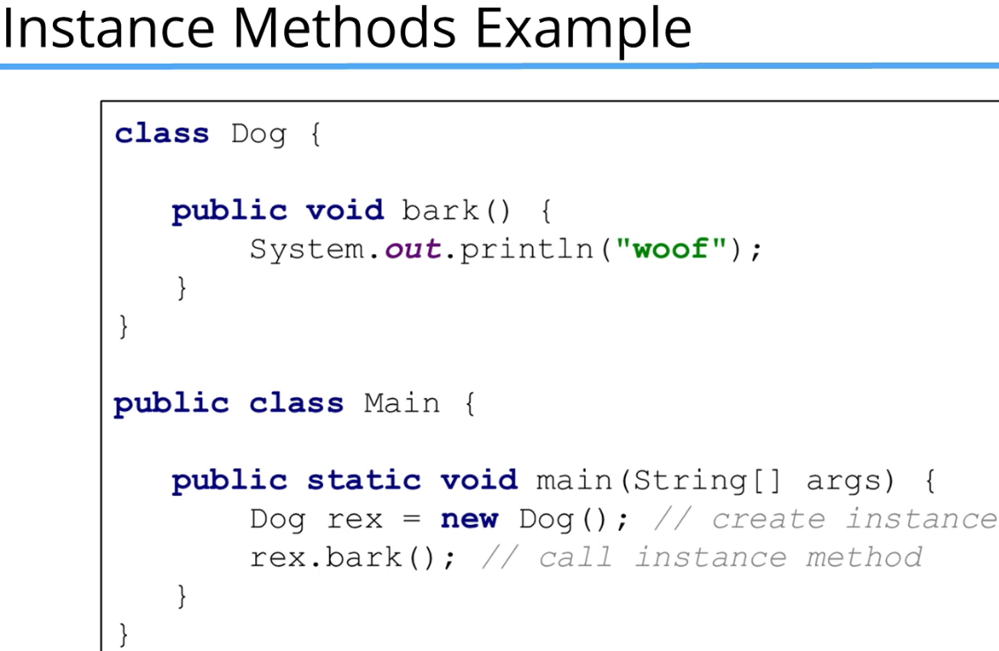 Instance Methods Example
class Dog {
public void bark() {
System.out.println("woof");
}
}
public class Main {
public static void main(String[] args) {
Dog rex = new Dog(); // create instance
rex.bark(); // call instance method
}
}